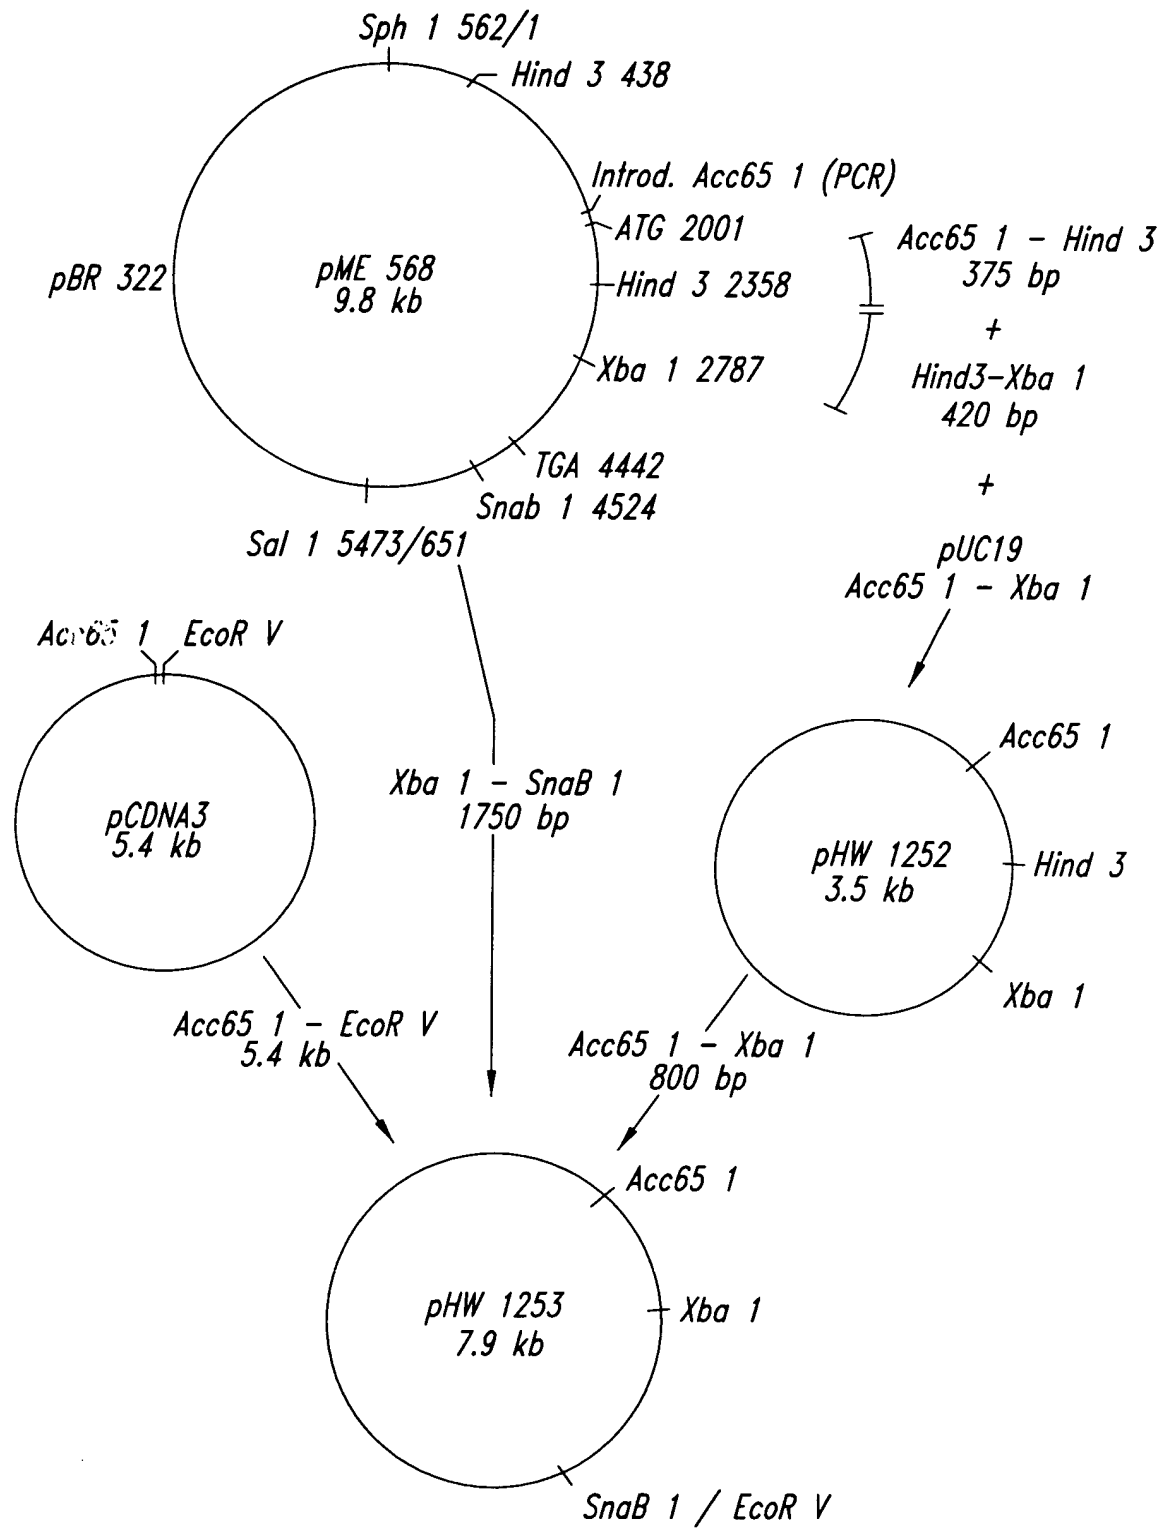 Sph 1 562/1
Hind 3 438
Introd. Acc65 1 (PCR)
ATG 2001
Hind 3 2358
Xba 1 2787
TGA 4442
Snab 1 4524
Sal 1 5473/651
pBR 322
pME 568
9.8 kb
Acc65 1 - Hind 3
375 bp
+
Hind3-Xba 1
420 bp
+
pUC19
Acc65 1 - Xba 1
Acc65 1 EcoR V
pCDNA3
5.4 kb
Xba 1 - SnaB 1
1750 bp
Acc65 1
pHW 1252
3.5 kb
Hind 3
Xba 1
Acc65 1 - EcoR V
5.4 kb
Acc65 1 - Xba 1
800 bp
Acc65 1
pHW 1253
7.9 kb
Xba 1
SnaB 1 / EcoR V